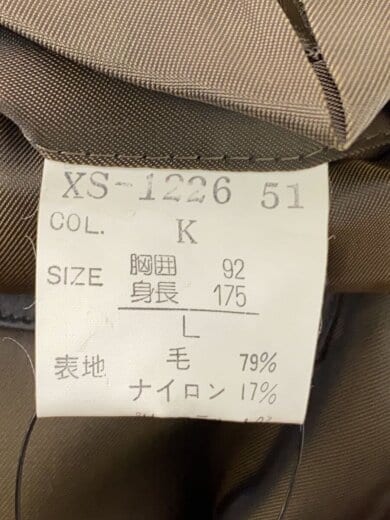 XS-1226 51
COL. K
SIZE 胸囲 92
身長 175
L
表地 毛 79%
ナイロン 17%